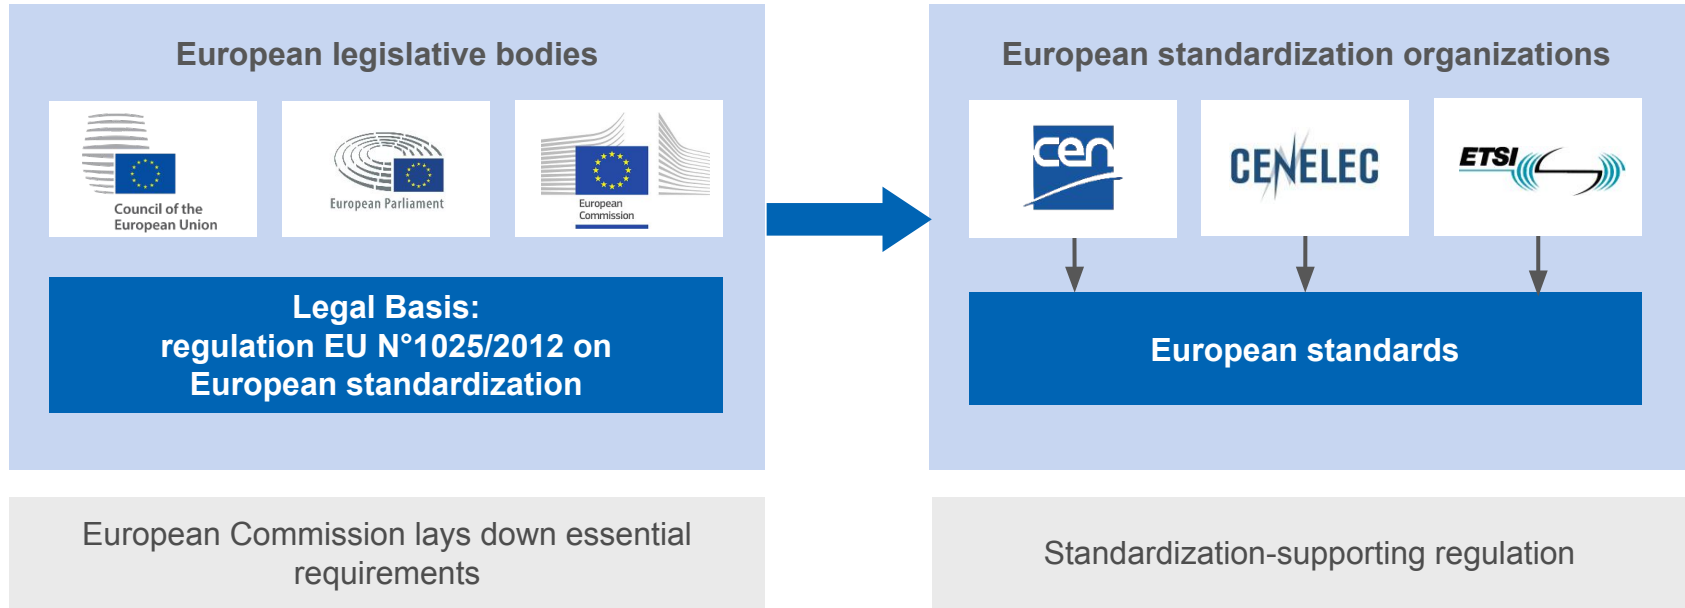 European legislative bodies
Council of the
European Union
European Parliament
European
Commission
Legal Basis:
regulation EU N°1025/2012 on
European standardization
European Commission lays down essential
requirements
European standardization organizations
cen
CENELEC
ETSI
European standards
Standardization-supporting regulation